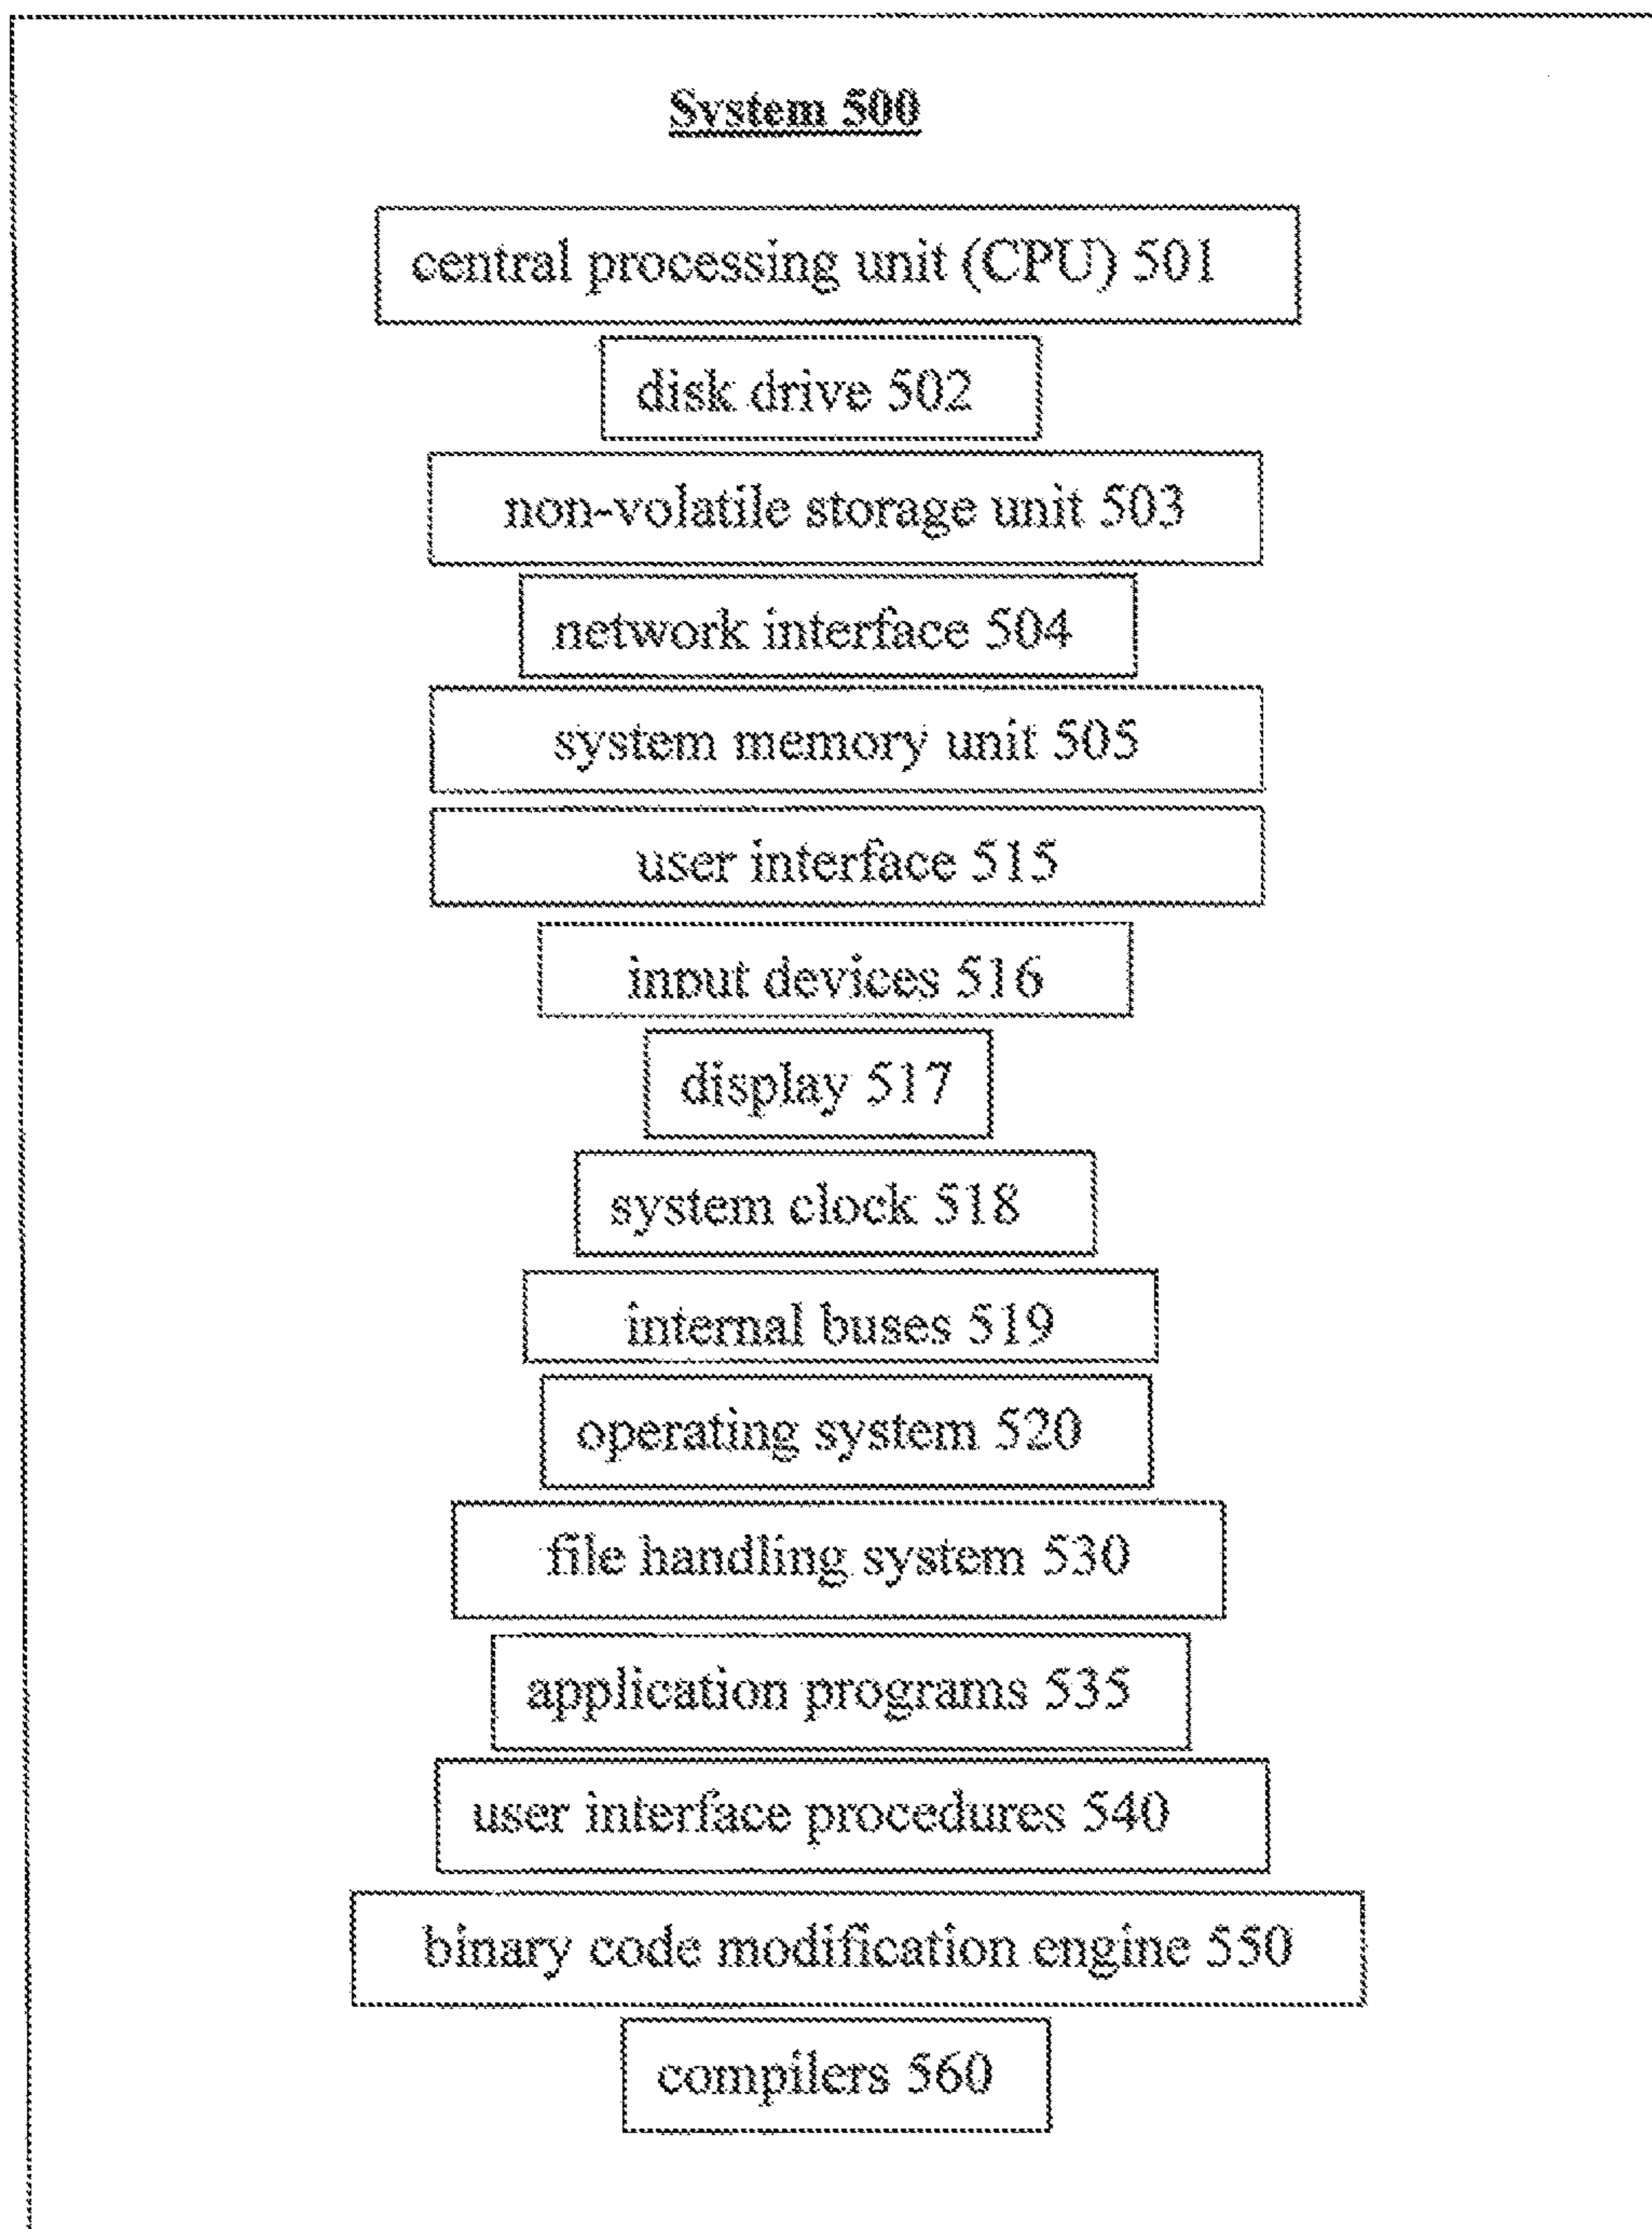 System 500
central processing unit (CPU) 501
disk drive 502
non-volatile storage unit 503
network interface 504
system memory unit 505
user interface 515
input devices 516
display 517
system clock 518
internal buses 519
operating system 520
file handling system 530
application programs 535
user interface procedures 540
binary code modification engine 550
compilers 560